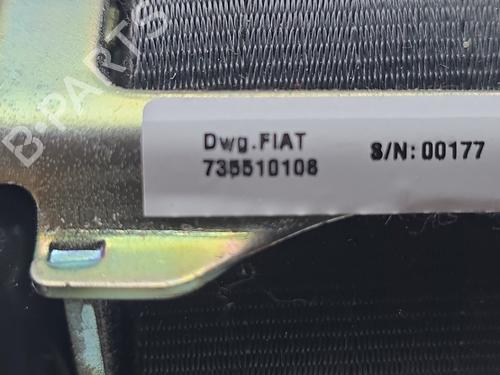 B-PARTS
Dwg.FIAT
735510108
S/N: 00177